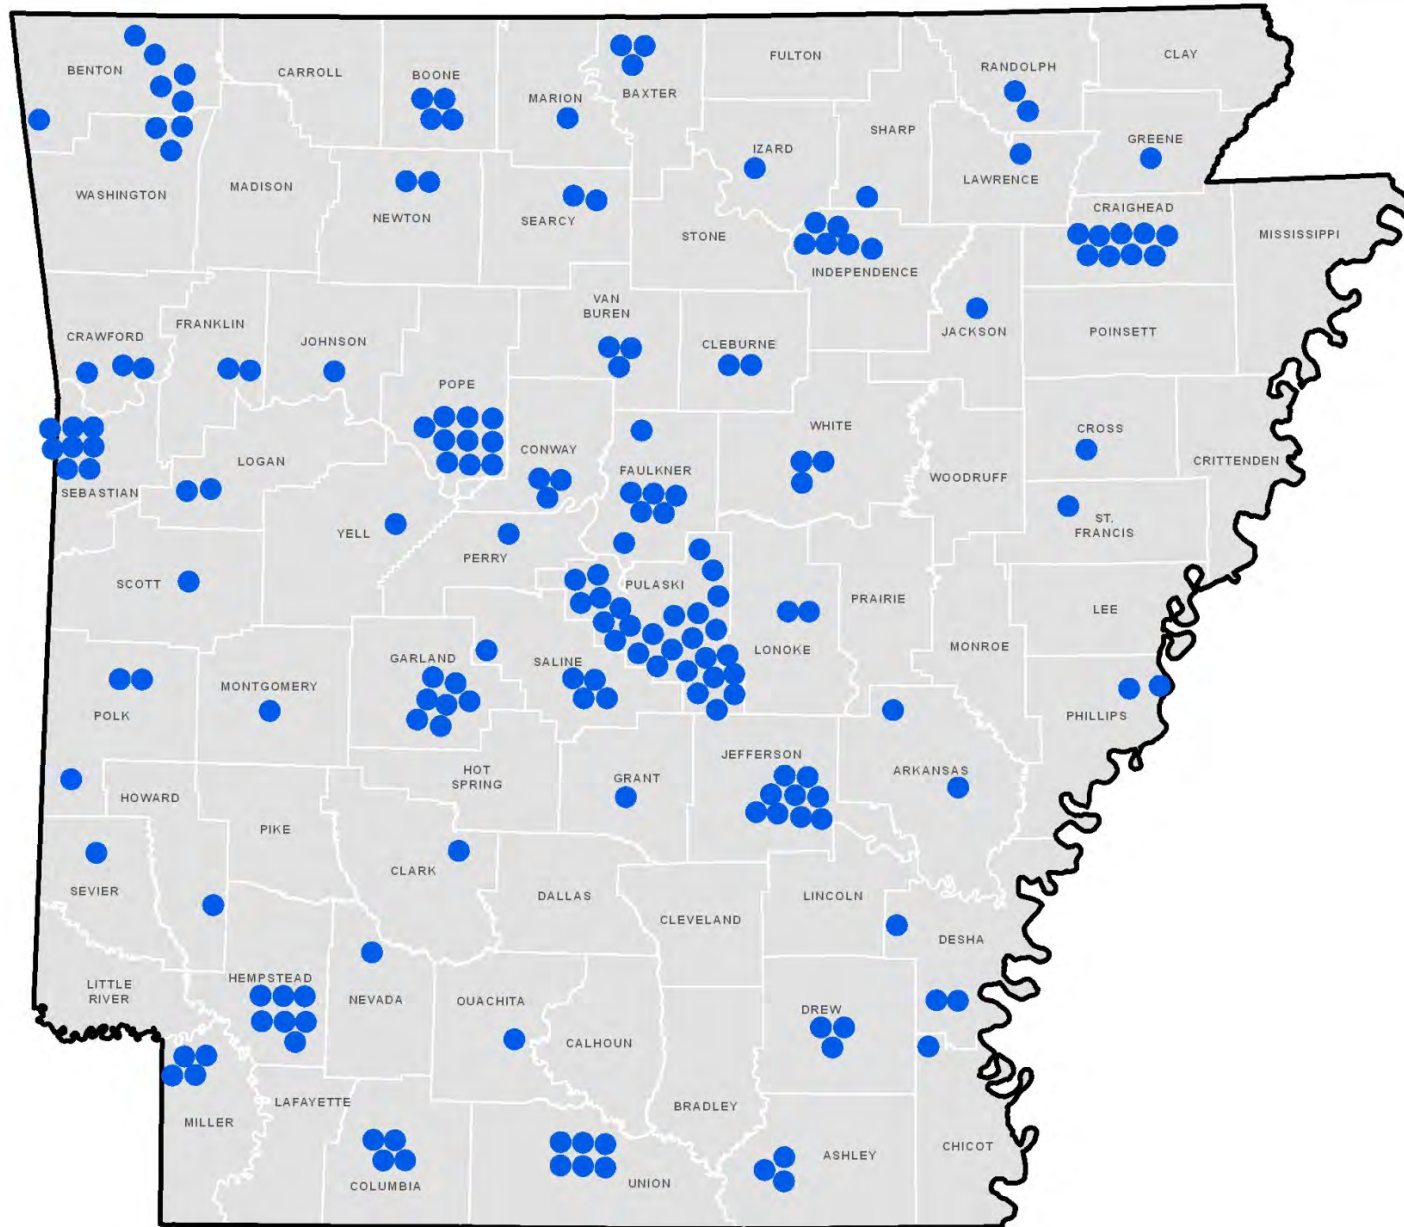 FULTON
CLAY
BENTON
CARROLL
BOONE
RANDOLPH
MARION
BAXTER
SHARP
GREENE
IZARD
WASHINGTON
MADISON
LAWRENCE
NEWTON
SEARCY
CRAIGHEAD
STONE
MISSISSIPPI
INDEPENDENCE
VAN
BUREN
FRANKLIN
CRAWFORD
JOHNSON
CLEBURNE
JACKSON
POINSETT
POPE
WHITE
CROSS
CONWAY
LOGAN
FAULKNER
CRITTENDEN
WOODRUFF
SEBASTIAN
ST.
FRANCIS
YELL
PERRY
SCOTT
PULASKI
PRAIRIE
LEE
MONROE
LONOKE
GARLAND
SALINE
MONTGOMERY
POLK
PHILLIPS
JEFFERSON
HOT
SPRING
GRANT
ARKANSAS
HOWARD
PIKE
CLARK
SEVIER
DALLAS
LINCOLN
CLEVELAND
DESHA
HEMPSTEAD
LITTLE
RIVER
NEVADA
OUACHITA
DREW
CALHOUN
LAFAYETTE
BRADLEY
MILLER
CHICOT
ASHLEY
COLUMBIA
UNION